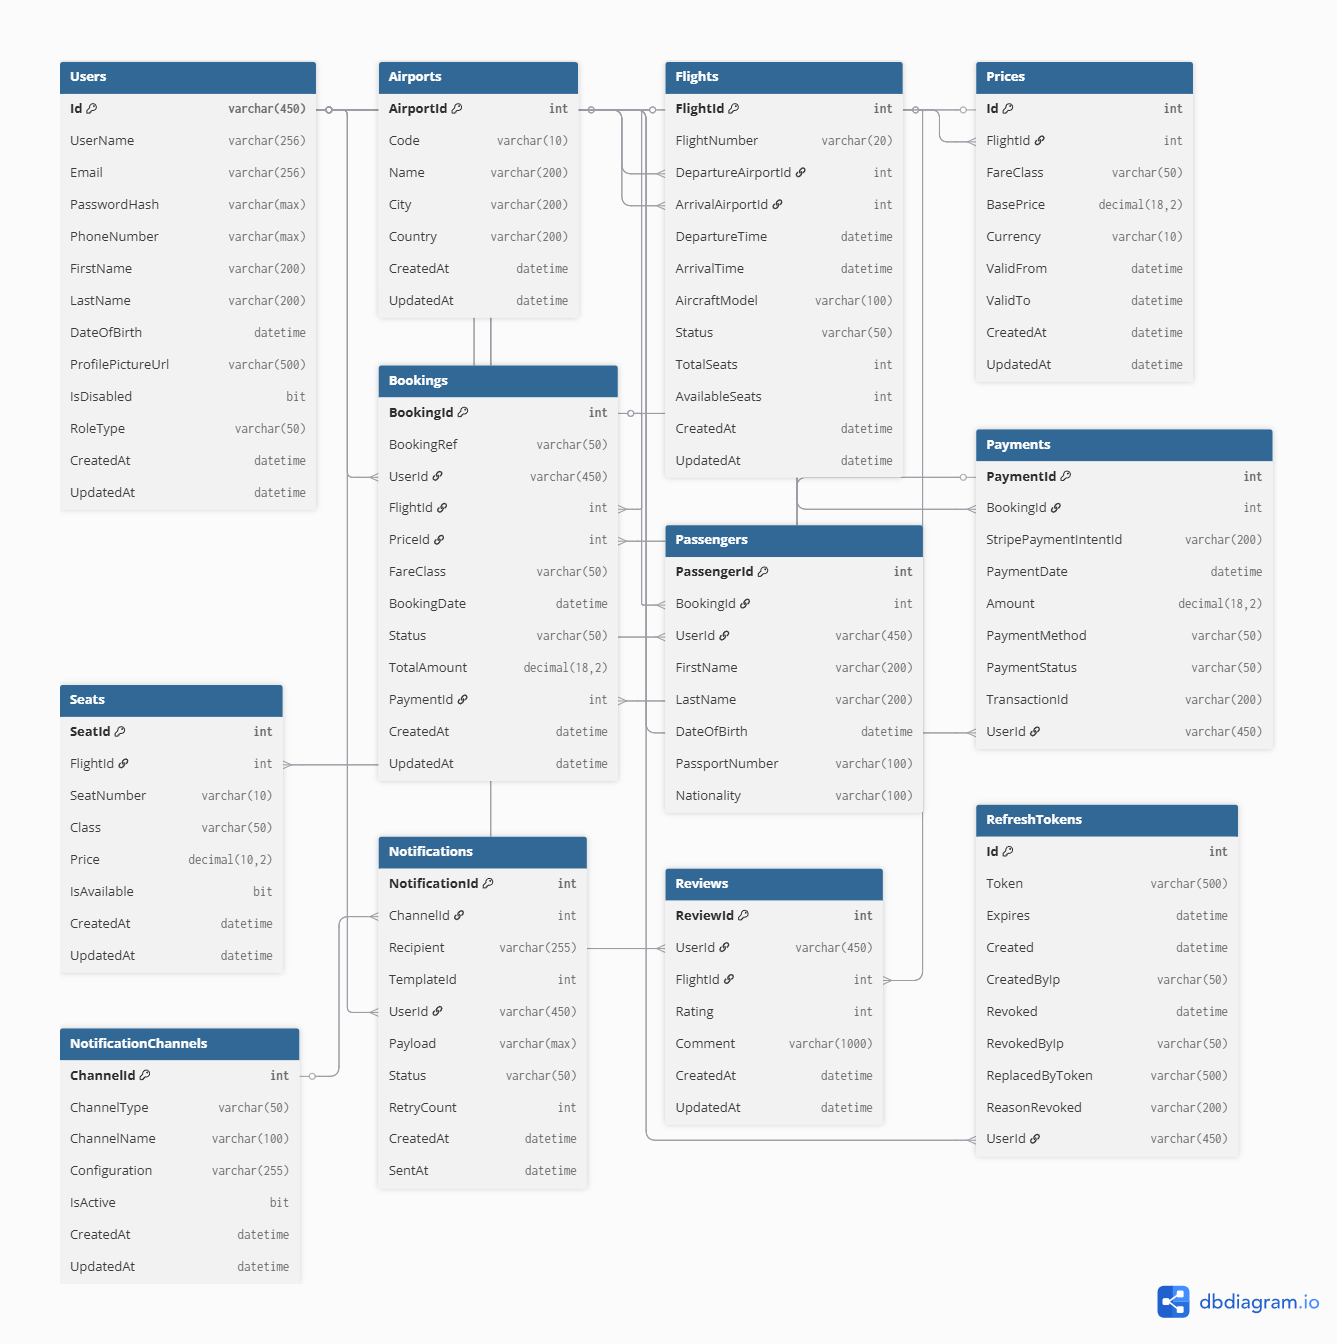 Users
Id varchar(450)
UserName varchar(256)
Email varchar(256)
PasswordHash varchar(max)
PhoneNumber varchar(max)
FirstName varchar(200)
LastName varchar(200)
DateOfBirth datetime
ProfilePictureUrl varchar(500)
IsDisabled bit
RoleType varchar(50)
CreatedAt datetime
UpdatedAt datetime
Airports
AirportId int
Code varchar(10)
Name varchar(200)
City varchar(200)
Country varchar(200)
CreatedAt datetime
UpdatedAt datetime
Flights
FlightId int
FlightNumber varchar(20)
DepartureAirportId int
ArrivalAirportId int
DepartureTime datetime
ArrivalTime datetime
AircraftModel varchar(100)
Status varchar(50)
TotalSeats int
AvailableSeats int
CreatedAt datetime
UpdatedAt datetime
Prices
Id int
FlightId int
FareClass varchar(50)
BasePrice decimal(18,2)
Currency varchar(10)
ValidFrom datetime
ValidTo datetime
CreatedAt datetime
UpdatedAt datetime
Bookings
BookingId int
BookingRef varchar(50)
UserId varchar(450)
FlightId int
PriceId int
FareClass varchar(50)
BookingDate datetime
Status varchar(50)
TotalAmount decimal(18,2)
PaymentId int
CreatedAt datetime
UpdatedAt datetime
Payments
PaymentId int
BookingId int
StripePaymentIntentId varchar(200)
PaymentDate datetime
Amount decimal(18,2)
PaymentMethod varchar(50)
PaymentStatus varchar(50)
TransactionId varchar(200)
UserId varchar(450)
Passengers
PassengerId int
BookingId int
UserId varchar(450)
FirstName varchar(200)
LastName varchar(200)
DateOfBirth datetime
PassportNumber varchar(100)
Nationality varchar(100)
Seats
SeatId int
FlightId int
SeatNumber varchar(10)
Class varchar(50)
Price decimal(10,2)
IsAvailable bit
CreatedAt datetime
UpdatedAt datetime
Notifications
NotificationId int
ChannelId int
Recipient varchar(255)
TemplateId int
UserId varchar(450)
Payload varchar(max)
Status varchar(50)
RetryCount int
CreatedAt datetime
SentAt datetime
Reviews
ReviewId int
UserId varchar(450)
FlightId int
Rating int
Comment varchar(1000)
CreatedAt datetime
UpdatedAt datetime
RefreshTokens
Id int
Token varchar(500)
Expires datetime
Created datetime
CreatedByIp varchar(50)
Revoked datetime
RevokedByIp varchar(50)
ReplacedByToken varchar(500)
ReasonRevoked varchar(200)
UserId varchar(450)
NotificationChannels
ChannelId int
ChannelType varchar(50)
ChannelName varchar(100)
Configuration varchar(255)
IsActive bit
CreatedAt datetime
UpdatedAt datetime
dbdiagram.io